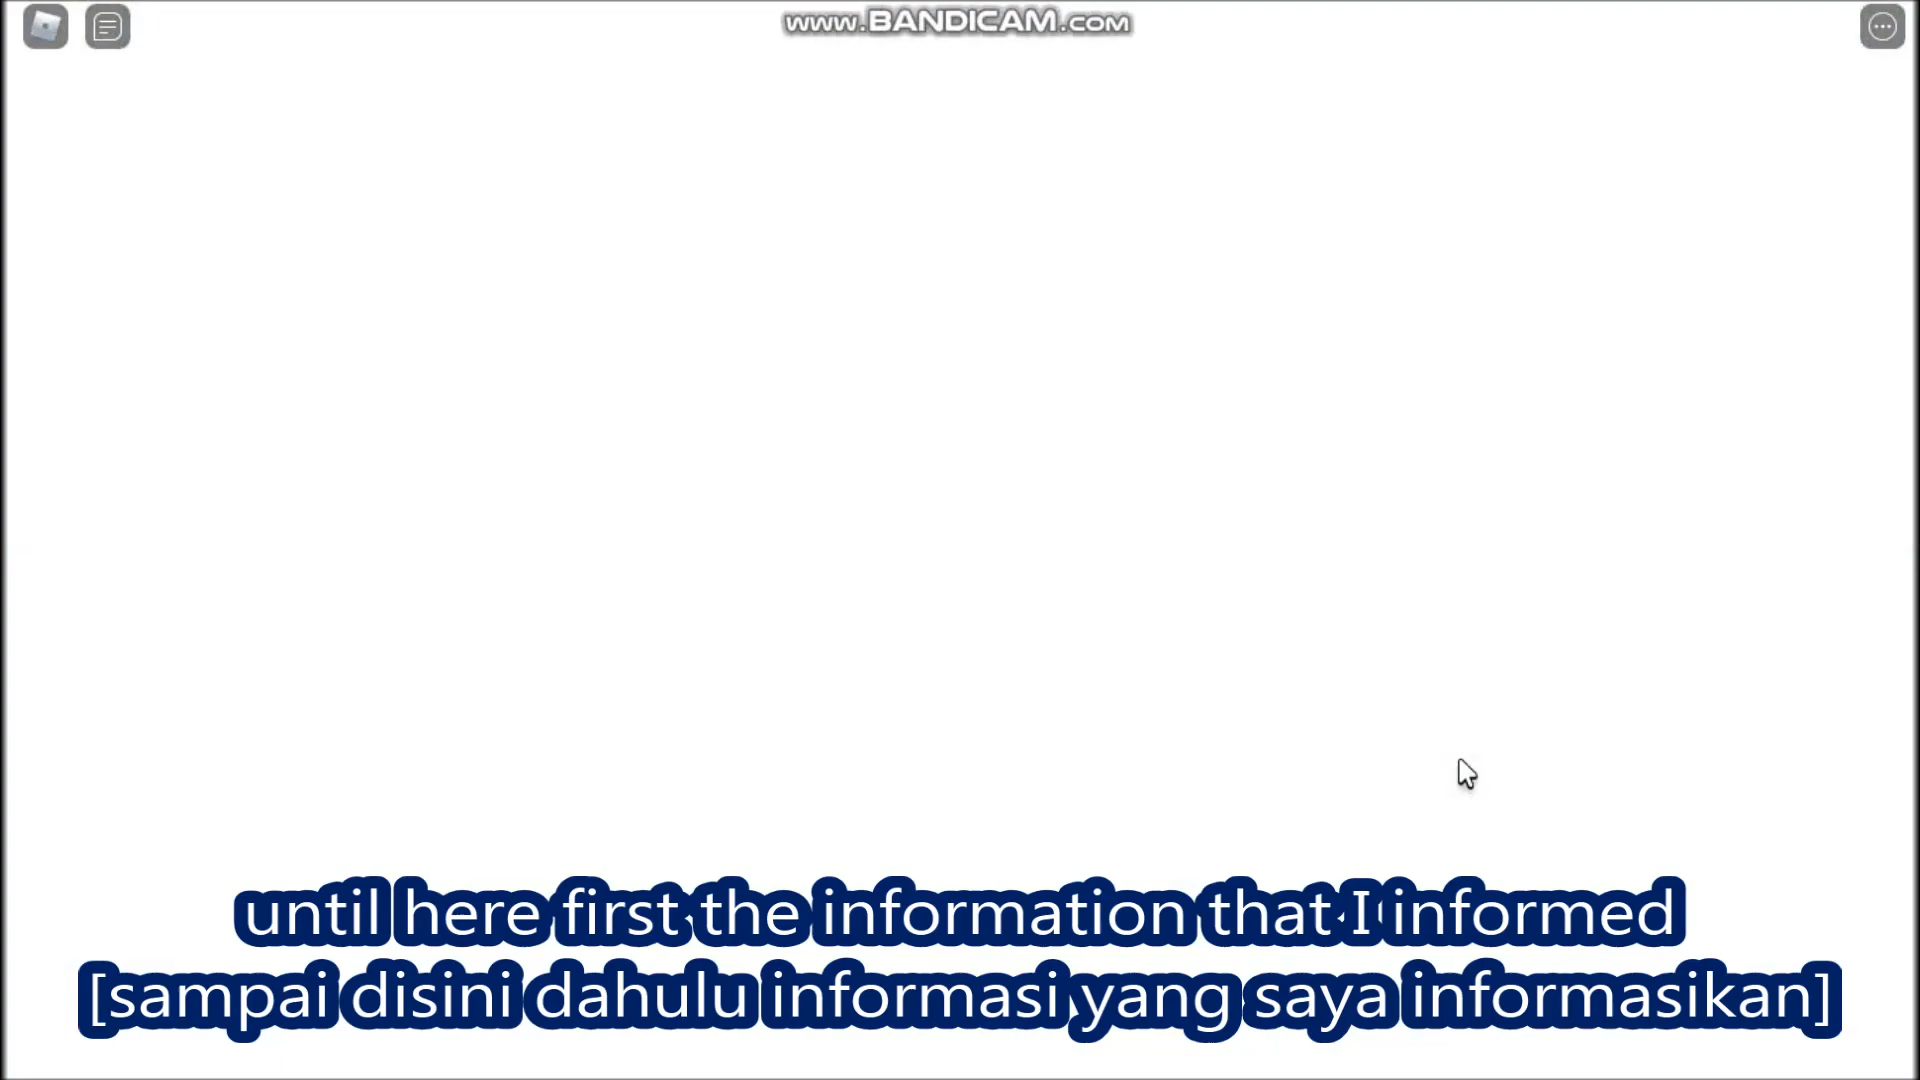 www.BANDICAM.com
until here first the information that I informed
[sampai disini dahulu informasi yang saya informasikan]